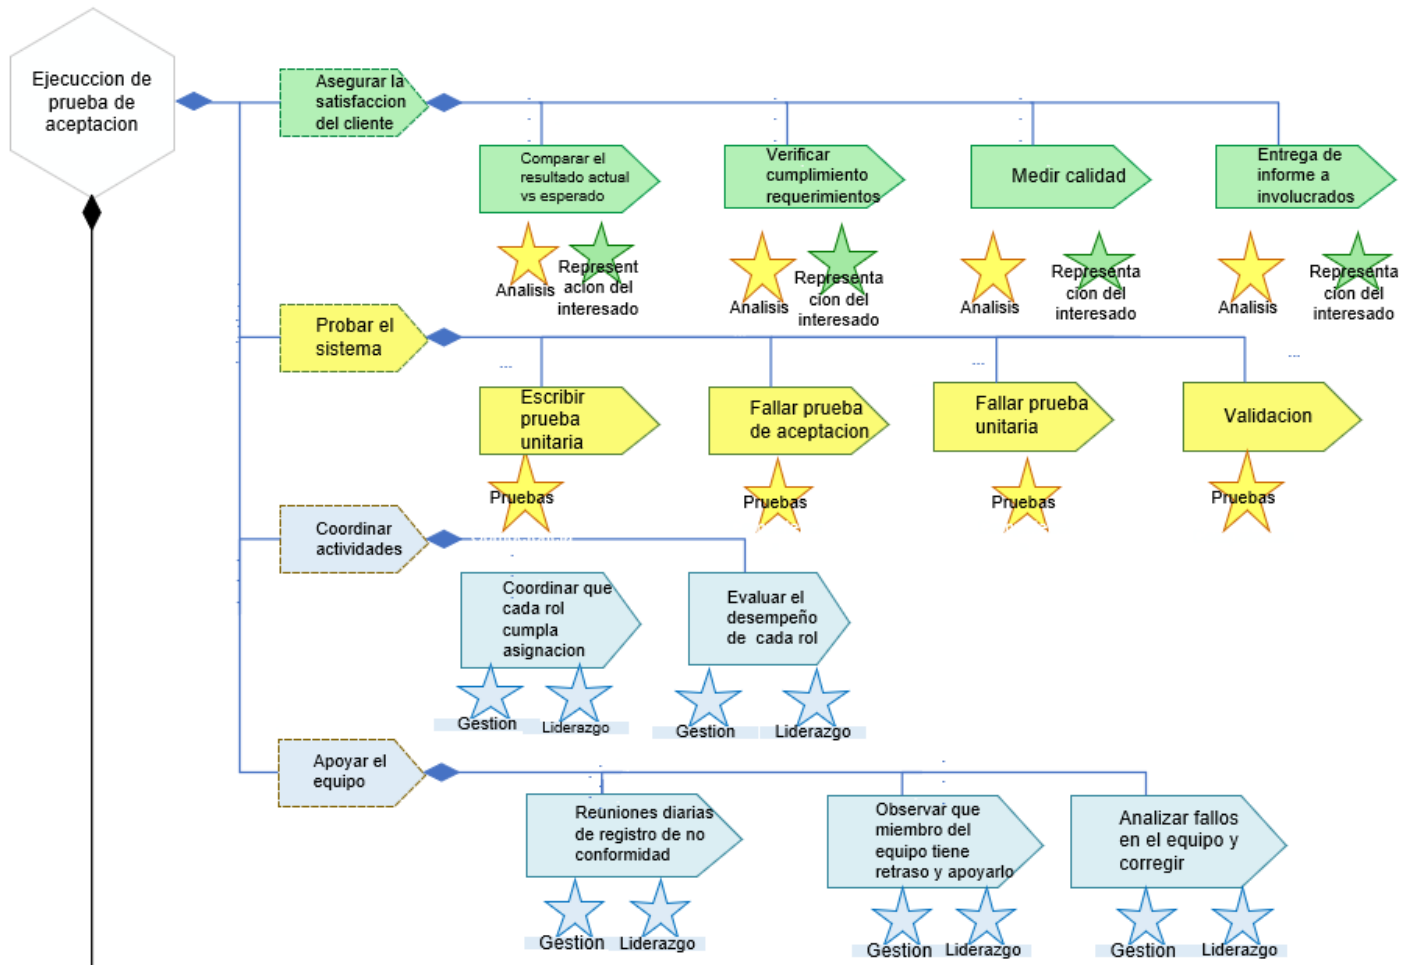 Ejecuccion de
prueba de
aceptacion
Asegurar la
satisfaccion
del cliente
Comparar el
resultado actual
vs esperado
Verificar
cumplimiento
requerimientos
Medir calidad
Entrega de
informe a
involucrados
Analisis
Represent
acion del
interesado
Analisis
Representa
cion del
interesado
Analisis
Representa
cion del
interesado
Analisis
Representa
cion del
interesado
Probar el
sistema
Escribir
prueba
unitaria
Fallar prueba
de aceptacion
Fallar prueba
unitaria
Validacion
Pruebas
Pruebas
Pruebas
Pruebas
Coordinar
actividades
Coordinar que
cada rol
cumpla
asignacion
Evaluar el
desempeño
de cada rol
Gestion
Liderazgo
Gestion
Liderazgo
Apoyar el
equipo
Reuniones diarias
de registro de no
conformidad
Observar que
miembro del
equipo tiene
retraso y apoyarlo
Analizar fallos
en el equipo y
corregir
Gestion
Liderazgo
Gestion
Liderazgo
Gestion
Liderazgo